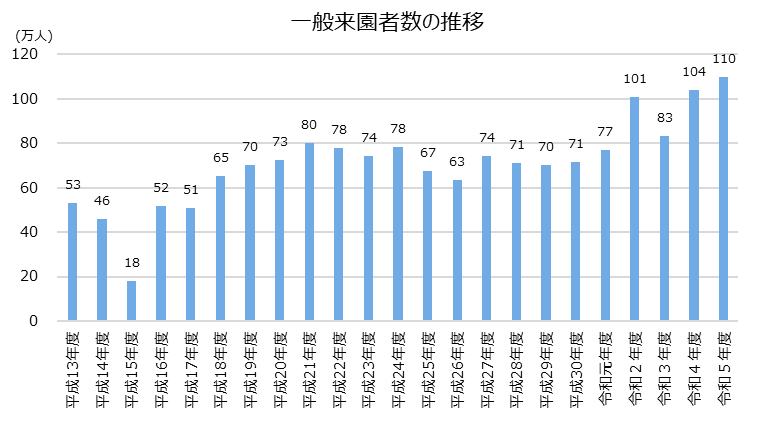 一般来園者数の推移
(万人)
120
100
80
60
40
20
0
53
46
18
52
51
65
70
73
80
78
74
78
67
63
74
71
70
71
77
101
83
104
110
平成13年度
平成14年度
平成15年度
平成16年度
平成17年度
平成18年度
平成19年度
平成20年度
平成21年度
平成22年度
平成23年度
平成24年度
平成25年度
平成26年度
平成27年度
平成28年度
平成29年度
平成30年度
令和元年度
令和２年度
令和３年度
令和４年度
令和５年度